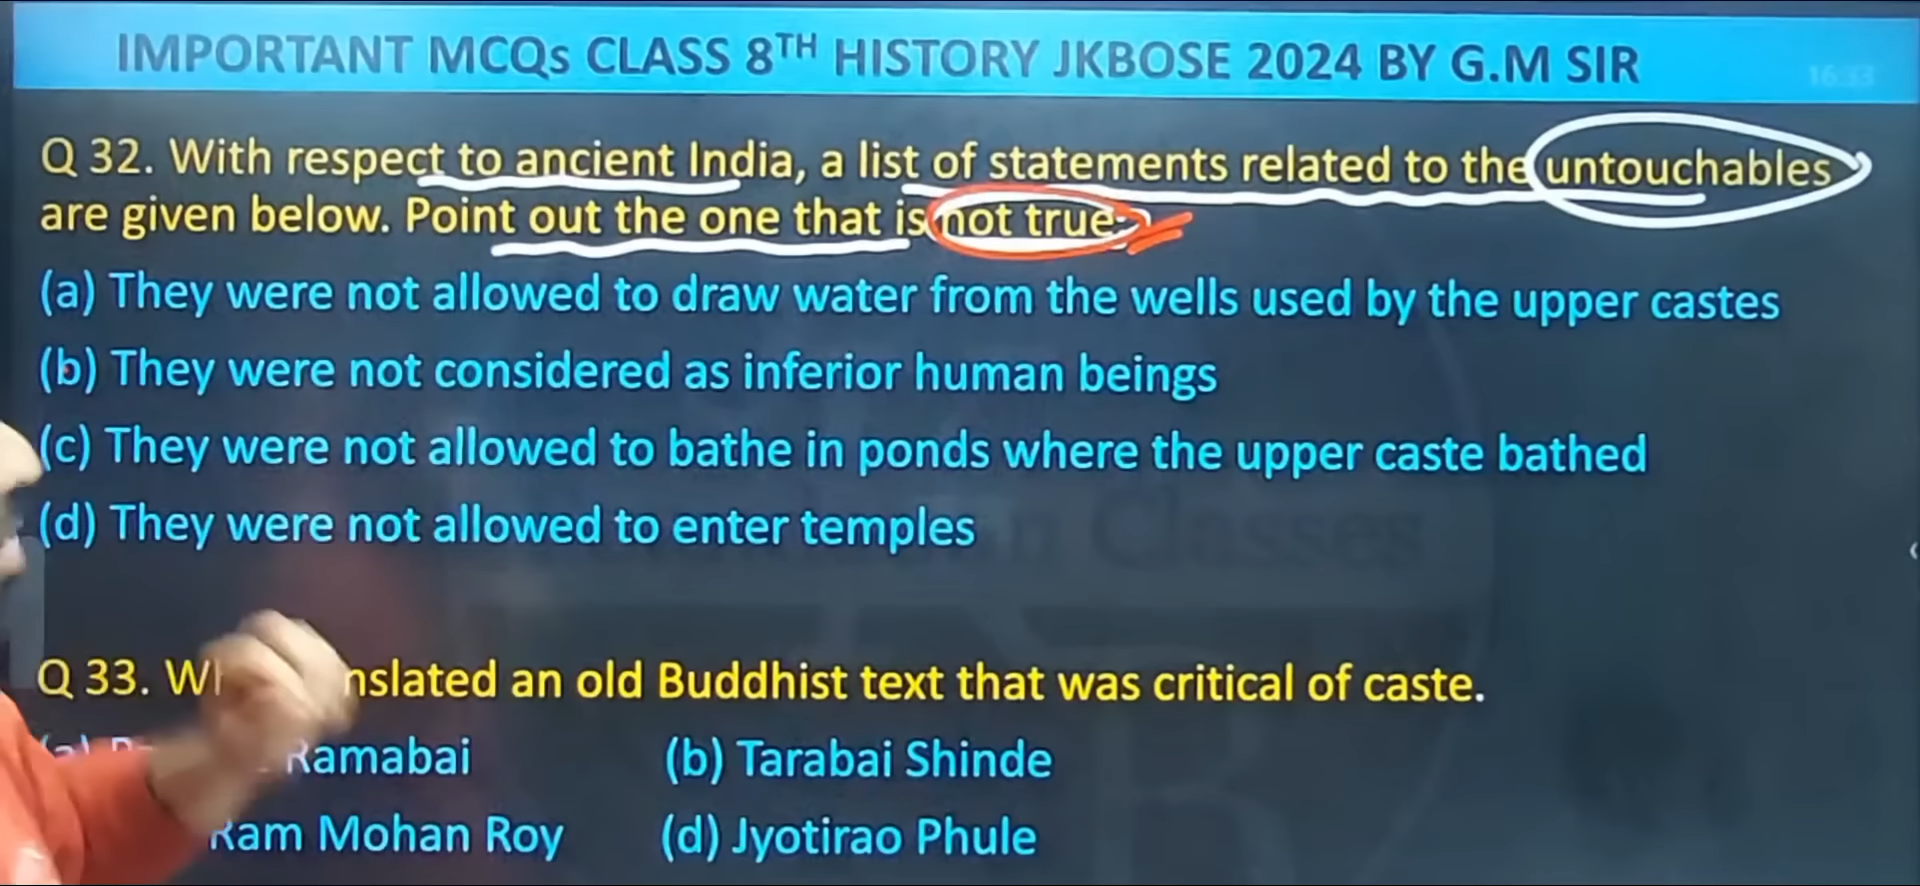 IMPORTANT MCQs CLASS 8TH HISTORY JKBOSE 2024 BY G.M SIR
16:33
Q 32. With respect to ancient India, a list of statements related to the untouchables
are given below. Point out the one that is not true:
(a) They were not allowed to draw water from the wells used by the upper castes
(b) They were not considered as inferior human beings
(c) They were not allowed to bathe in ponds where the upper caste bathed
(d) They were not allowed to enter temples
Classes
Q 33. an old Buddhist text that was critical of caste.
Ramabai (b) Tarabai Shinde
Ram Mohan Roy (d) Jyotirao Phule